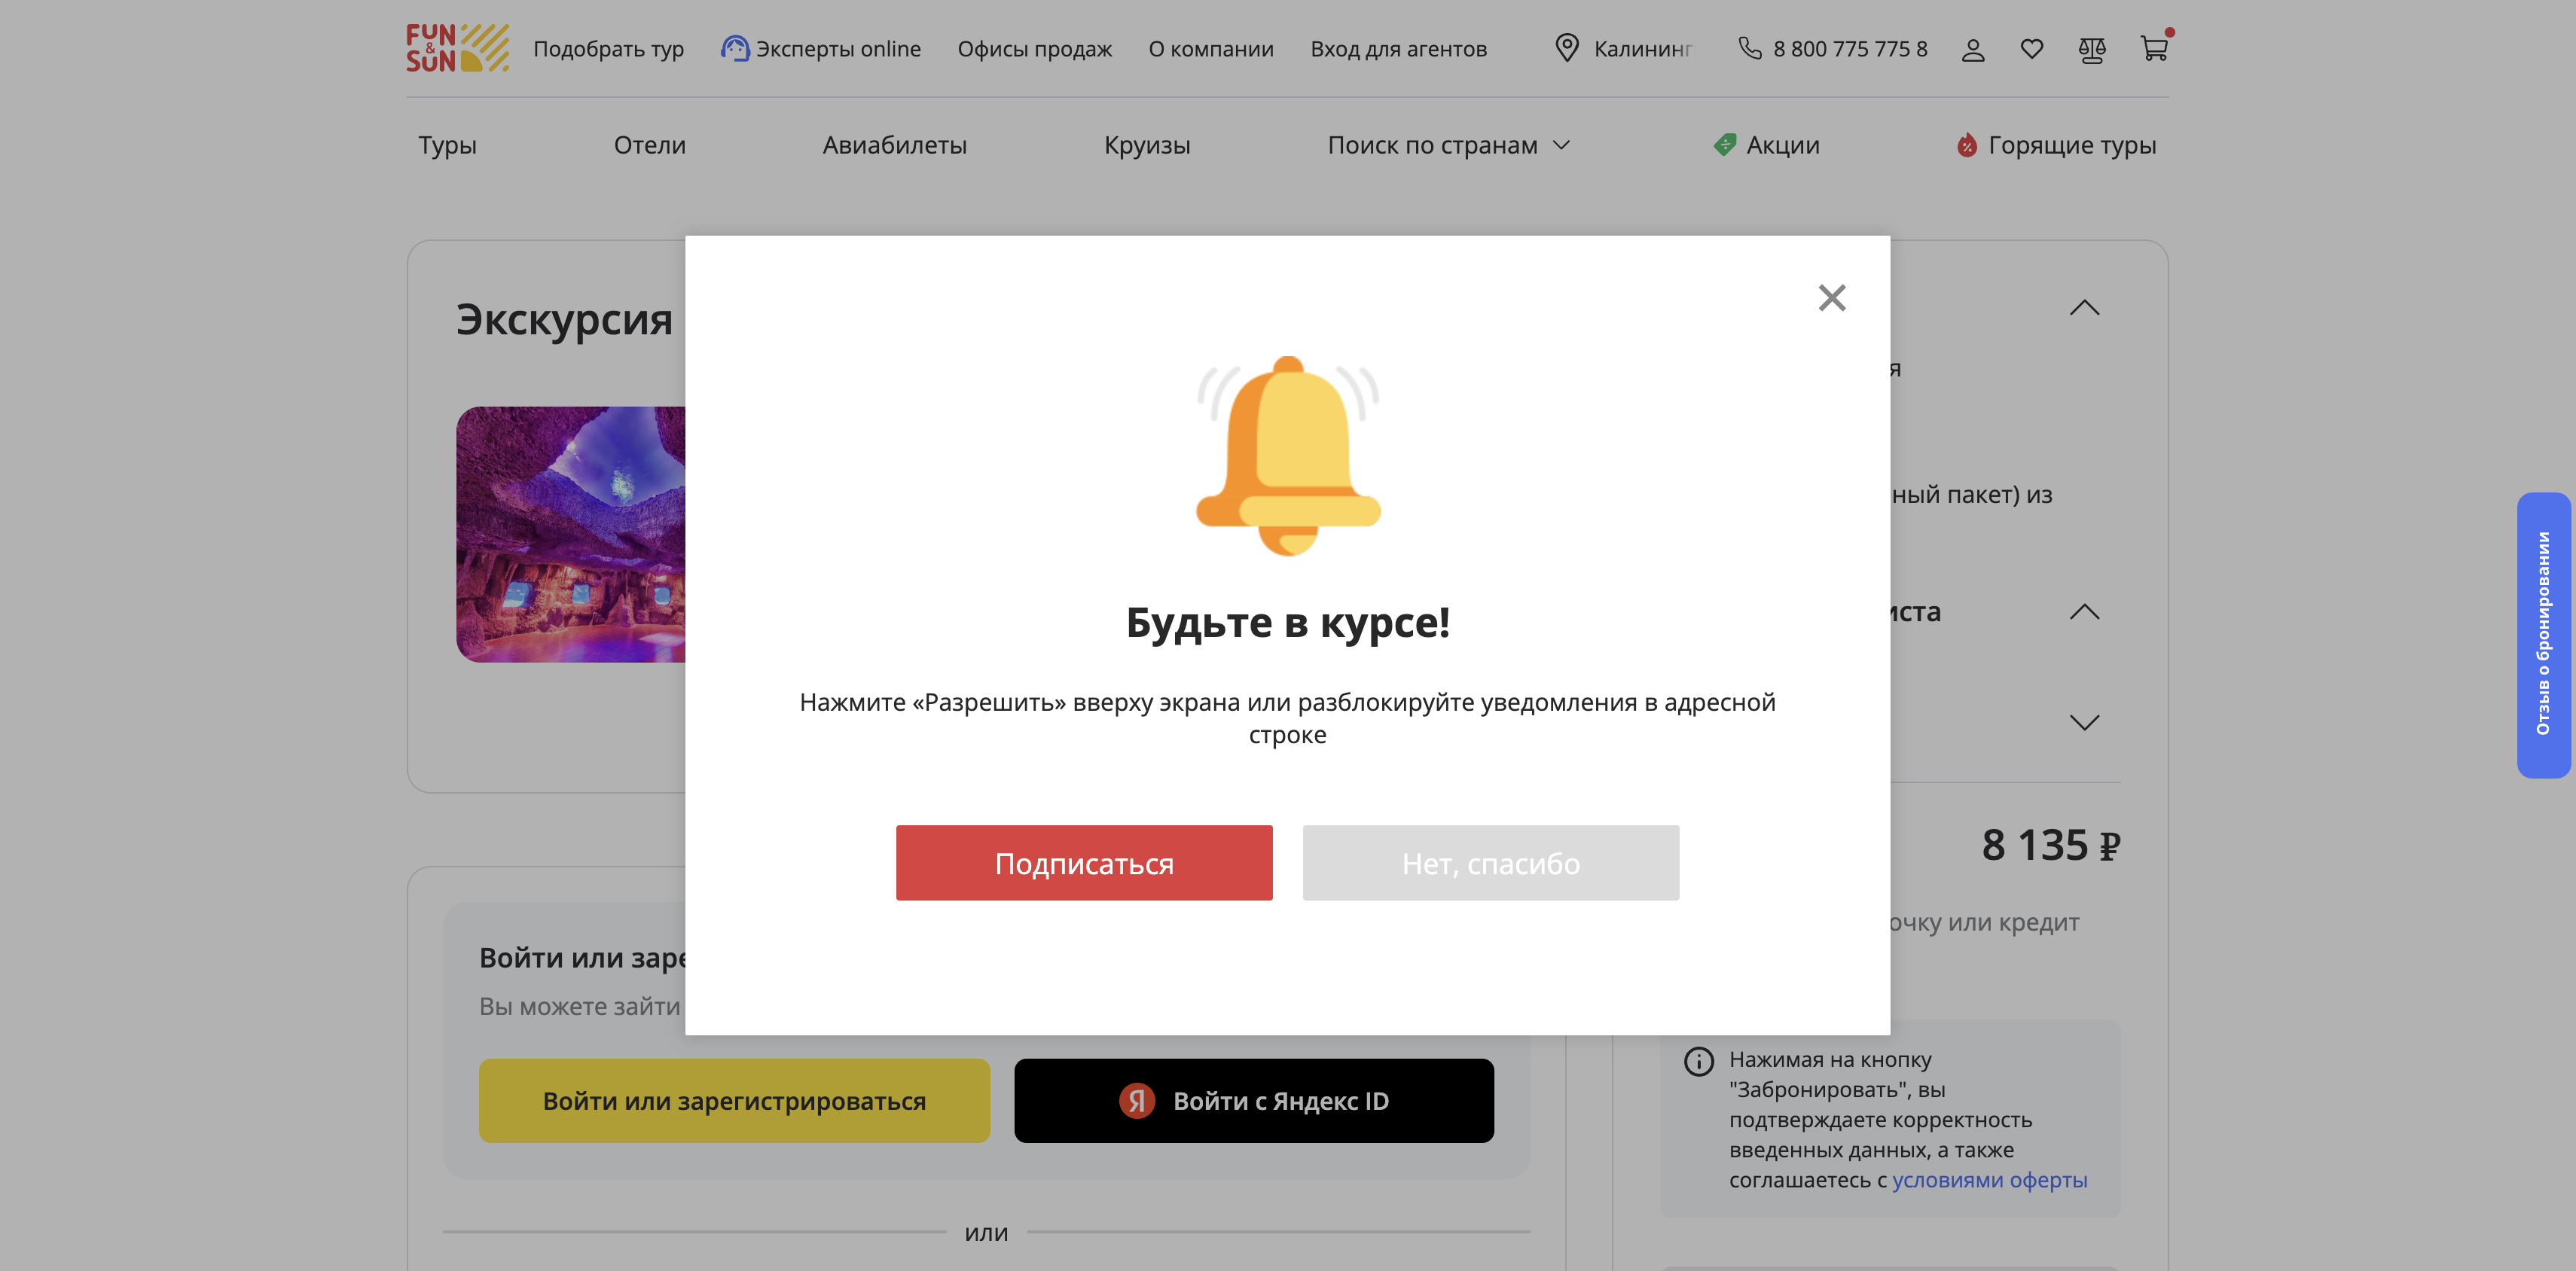 FUN
&
SUN
Подобрать тур
Эксперты online
Офисы продаж
О компании
Вход для агентов
Калининг
8 800 775 775 8
Туры
Отели
Авиабилеты
Круизы
Поиск по странам
Акции
Горящие туры
Экскурсия
я
ный пакет) из
иста
8 135 ₽
очку или кредит
Будьте в курсе!
Нажмите «Разрешить» вверху экрана или разблокируйте уведомления в адресной
строке
Подписаться
Нет, спасибо
Отзыв о бронировании
Войти или заре
Вы можете зайти
Войти или зарегистрироваться
Я
Войти с Яндекс ID
или
Нажимая на кнопку
"Забронировать", вы
подтверждаете корректность
введенных данных, а также
соглашаетесь с условиями оферты